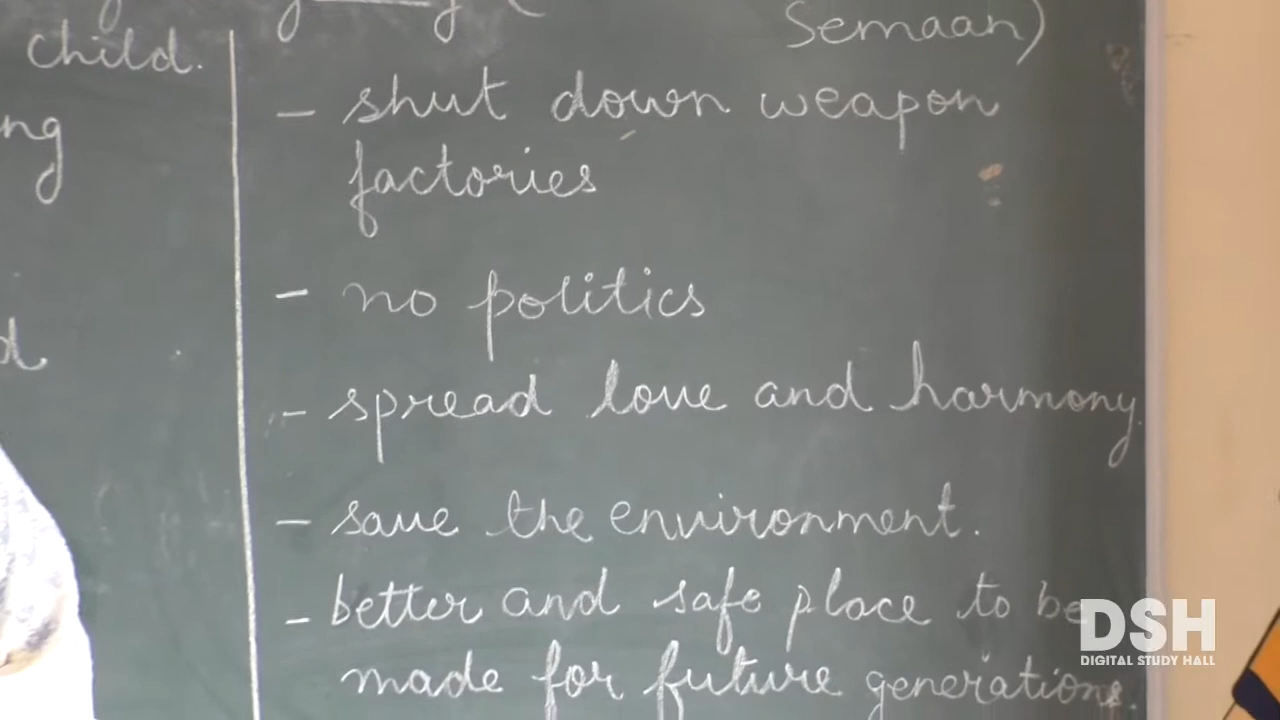 child.
ng
Semaan)
- shut down weapon
factories
- no politics
- spread love and harmony.
- save the environment.
- better and safe place to be
made for future generations.
DSH
DIGITAL STUDY HALL